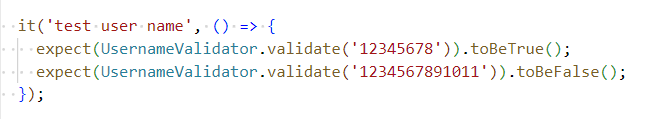 it('test user name', () => {
expect(UsernameValidator.validate('12345678')).toBeTrue();
expect(UsernameValidator.validate('1234567891011')).toBeFalse();
});